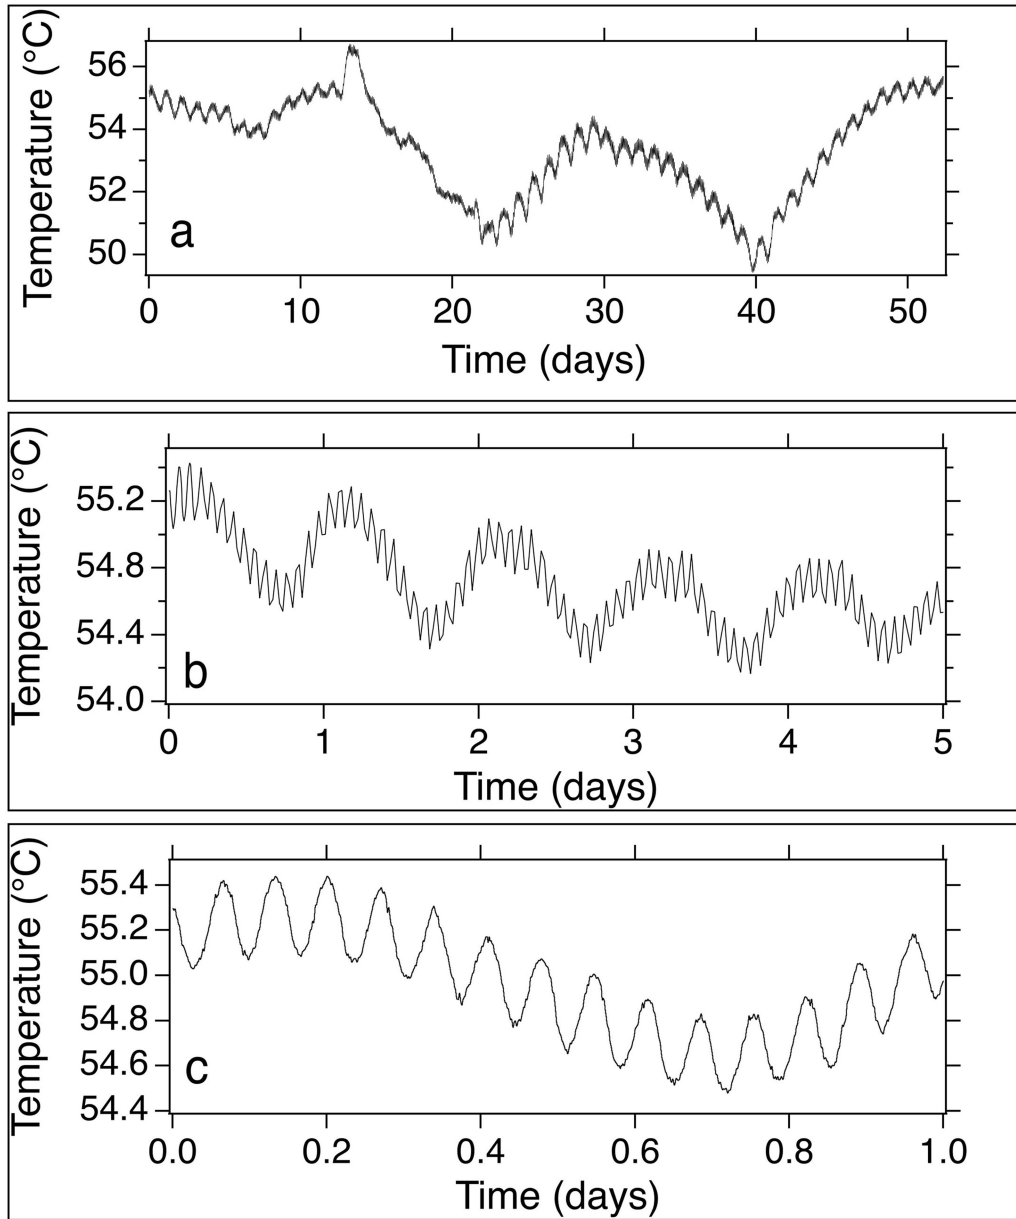 Temperature (°C)
56
54
52
50
a
0 10 20 30 40 50
Time (days)
Temperature (°C)
55.2
54.8
54.4
54.0
b
0 1 2 3 4 5
Time (days)
Temperature (°C)
55.4
55.2
55.0
54.8
54.6
54.4
c
0.0 0.2 0.4 0.6 0.8 1.0
Time (days)